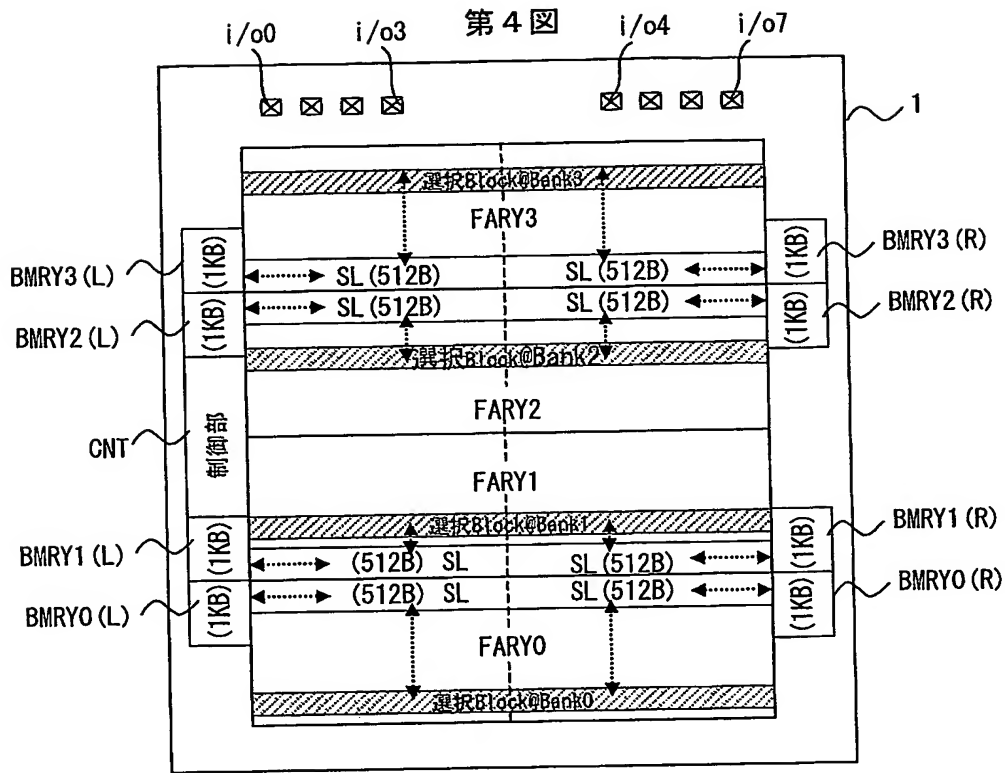 第4図
i/o0 i/o3 i/o4 i/o7
1
選択Block@Bank3
FARY3
BMRY3(L) (1KB) SL(512B) SL(512B) (1KB) BMRY3(R)
BMRY2(L) (1KB) SL(512B) SL(512B) (1KB) BMRY2(R)
選択Block@Bank2
FARY2
CNT 制御部
FARY1
選択Block@Bank1
BMRY1(L) (1KB) (512B) SL SL(512B) (1KB) BMRY1(R)
BMRY0(L) (1KB) (512B) SL SL(512B) (1KB) BMRY0(R)
FARY0
選択Block@Bank0